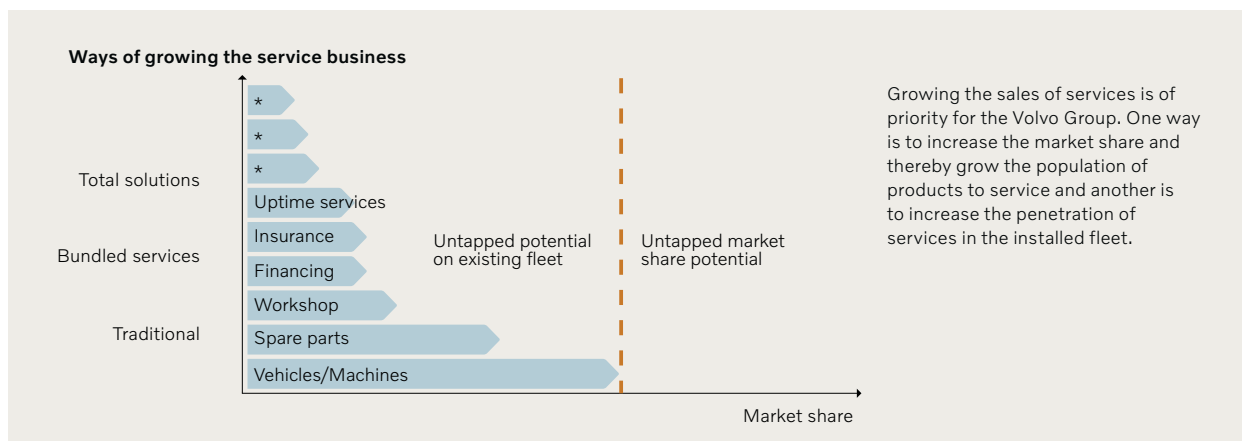 Ways of growing the service business
*
*
*
Total solutions
Uptime services
Insurance
Bundled services
Financing
Workshop
Traditional
Spare parts
Vehicles/Machines
Untapped potential
on existing fleet
Untapped market
share potential
Market share
Growing the sales of services is of
priority for the Volvo Group. One way
is to increase the market share and
thereby grow the population of
products to service and another is
to increase the penetration of
services in the installed fleet.